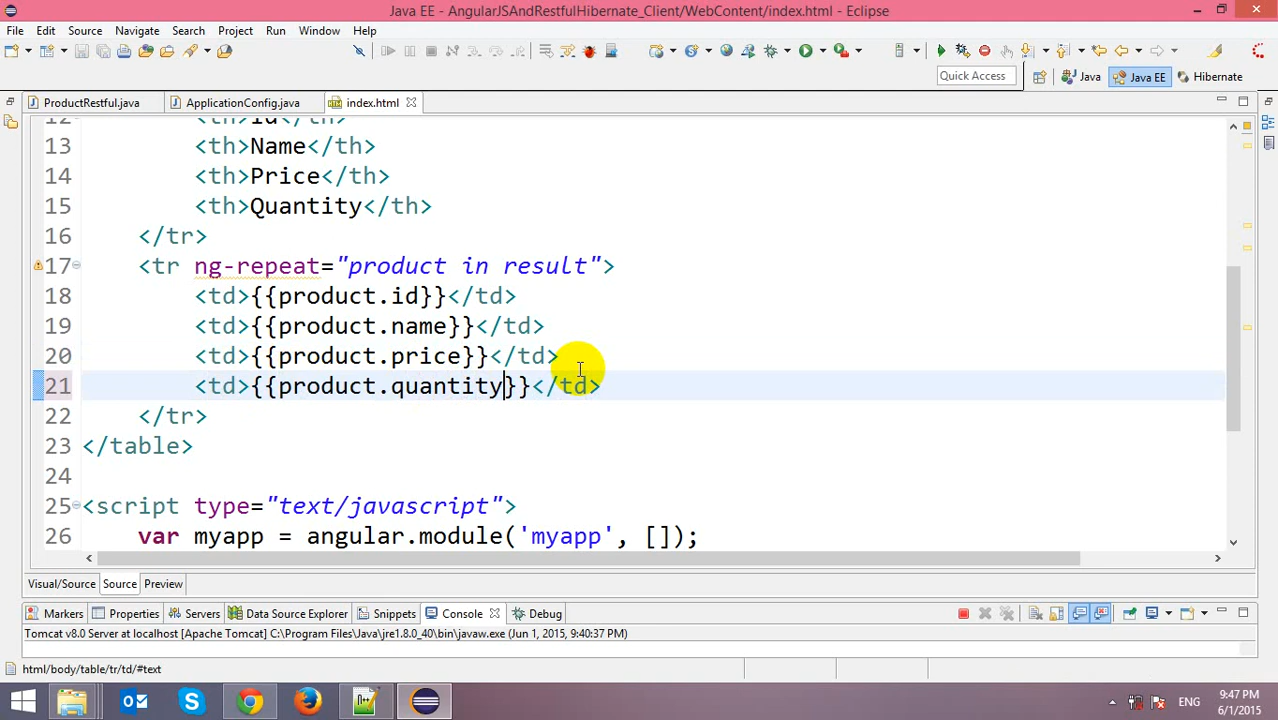 Java EE - AngularJSAndRestfulHibernate_Client/WebContent/index.html - Eclipse
File Edit Source Navigate Search Project Run Window Help
Quick Access Java Java EE Hibernate
ProductRestful.java ApplicationConfig.java index.html
12 <th>Id</th>
13 <th>Name</th>
14 <th>Price</th>
15 <th>Quantity</th>
16 </tr>
17 <tr ng-repeat="product in result">
18 <td>{{product.id}}</td>
19 <td>{{product.name}}</td>
20 <td>{{product.price}}</td>
21 <td>{{product.quantity}}</td>
22 </tr>
23 </table>
24
25 <script type="text/javascript">
26 var myapp = angular.module('myapp', []);
Visual/Source Source Preview
Markers Properties Servers Data Source Explorer Snippets Console Debug
Tomcat v8.0 Server at localhost [Apache Tomcat] C:\Program Files\Java\jre1.8.0_40\bin\javaw.exe (Jun 1, 2015, 9:40:37 PM)
html/body/table/tr/td/#text
ENG
9:47 PM
6/1/2015